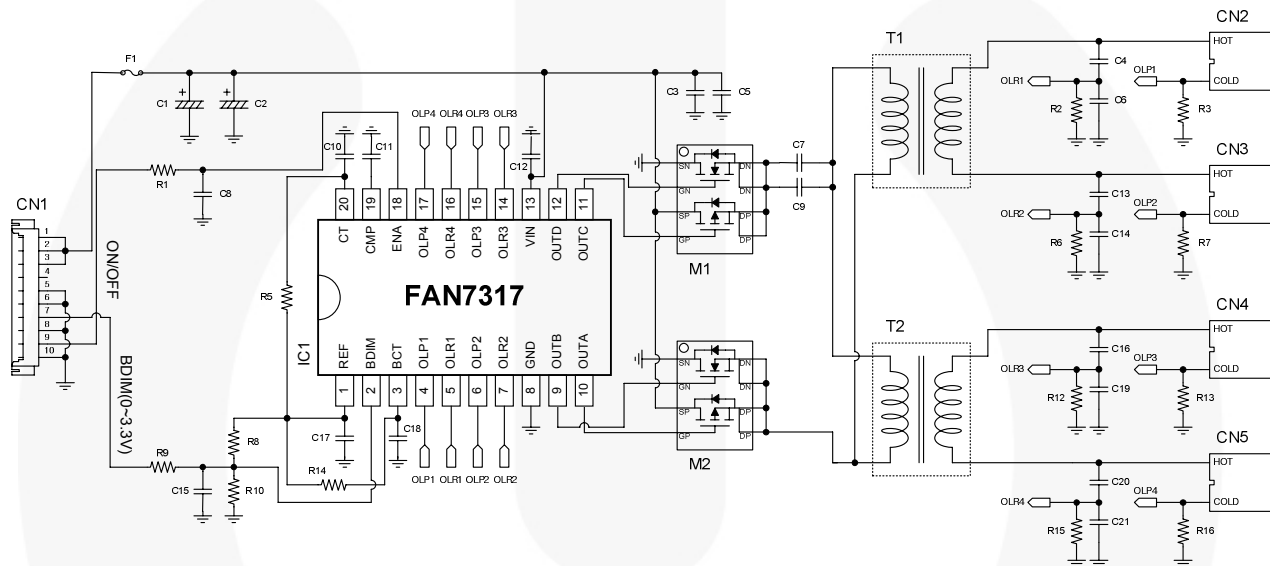 CN2
T1
HOT
F1
C4
OLR1
OLP1
COLD
C3
C5
C1
C2
R2
C6
R3
OLP4
OLR4
OLP3
OLR3
C10
C11
C12
SN
DN
GN
DN
SP
DP
GP
DP
C7
C9
CN3
HOT
R1
C8
C13
OLR2
OLP2
COLD
R6
C14
R7
CN1
1
2
3
4
5
6
7
8
9
10
ON/OFF
BDIM(0~3.3V)
20
19
18
17
16
15
14
13
12
11
CT
CMP
ENA
OLP4
OLR4
OLP3
OLR3
VIN
OUTD
OUTC
M1
R5
FAN7317
IC1
REF
BDIM
BCT
OLP1
OLR1
OLP2
OLR2
GND
OUTB
OUTA
1
2
3
4
5
6
7
8
9
10
T2
CN4
HOT
C16
OLR3
OLP3
COLD
R12
C19
R13
SN
DN
GN
DN
SP
DP
GP
DP
M2
R8
C17
C18
R9
R14
C15
R10
OLP1
OLR1
OLP2
OLR2
CN5
HOT
C20
OLR4
OLP4
COLD
R15
C21
R16